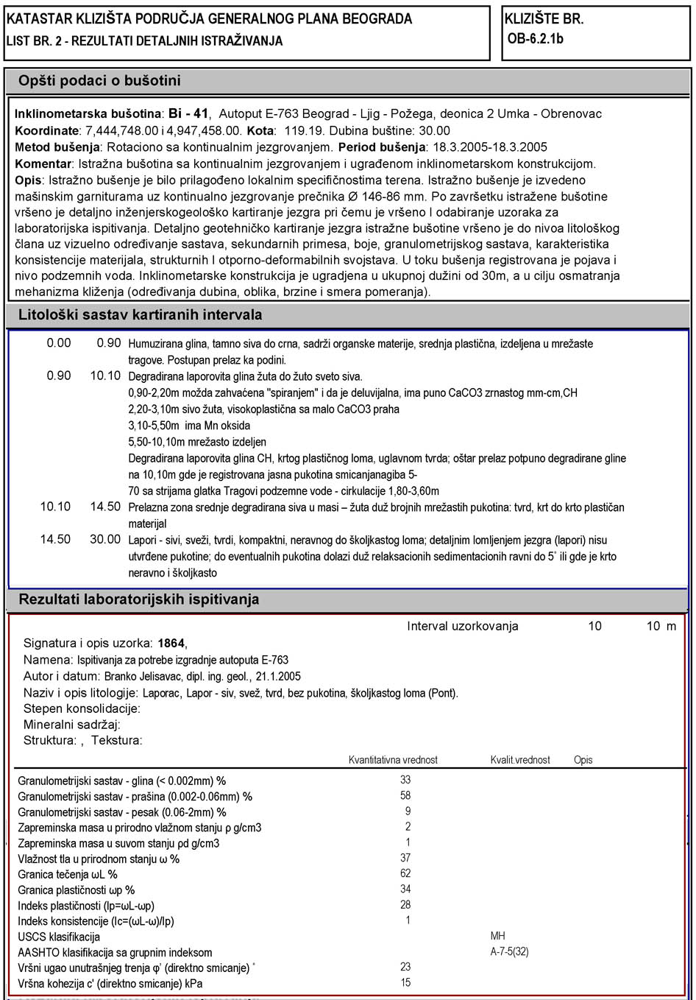 KATASTAR KLIZIŠTA PODRUČJA GENERALNOG PLANA BEOGRADA
LIST BR. 2 - REZULTATI DETALJNIH ISTRAŽIVANJA
KLIZIŠTE BR.
OB-6.2.1b
Opšti podaci o bušotini
Inklinometarska bušotina: Bi - 41, Autoput E-763 Beograd - Ljig - Požega, deonica 2 Umka - Obrenovac
Koordinate: 7,444,748.00 i 4,947,458.00. Kota: 119.19. Dubina buštine: 30.00
Metod bušenja: Rotaciono sa kontinualnim jezgrovanjem. Period bušenja: 18.3.2005-18.3.2005
Komentar: Istražna bušotina sa kontinualnim jezgrovanjem i ugrađenom inklinometarskom konstrukcijom.
Opis: Istražno bušenje je bilo prilagođeno lokalnim specifičnostima terena. Istražno bušenje je izvedeno
mašinskim garniturama uz kontinualno jezgrovanje prečnika Ø 146-86 mm. Po završetku istražene bušotine
vršeno je detaljno inženjerskogeološko kartiranje jezgra pri čemu je vršeno I odabiranje uzoraka za
laboratorijska ispitivanja. Detaljno geotehničko kartiranje jezgra istražne bušotine vršeno je do nivoa litološkog
člana uz vizuelno određivanje sastava, sekundarnih primesa, boje, granulometrijskog sastava, karakteristika
konsistencije materijala, strukturnih I otporno-deformabilnih svojstava. U toku bušenja registrovana je pojava i
nivo podzemnih voda. Inklinometarske konstrukcija je ugradjena u ukupnoj dužini od 30m, a u cilju osmatranja
mehanizma kliženja (određivanja dubina, oblika, brzine i smera pomeranja).
Litološki sastav kartiranih intervala
0.00 0.90 Humuzirana glina, tamno siva do crna, sadrži organske materije, srednja plastična, izdeljena u mrežaste
tragove. Postupan prelaz ka podini.
0.90 10.10 Degradirana laporovita glina žuta do žuto sveto siva.
0,90-2,20m možda zahvaćena "spiranjem" i da je deluvijalna, ima puno CaCO3 zrnastog mm-cm,CH
2,20-3,10m sivo žuta, visokoplastična sa malo CaCO3 praha
3,10-5,50m ima Mn oksida
5,50-10,10m mrežasto izdeljen
Degradirana laporovita glina CH, krtog plastičnog loma, uglavnom tvrda; oštar prelaz potpuno degradirane gline
na 10,10m gde je registrovana jasna pukotina smicanjanagiba 5-
70 sa strijama glatka Tragovi podzemne vode - cirkulacije 1,80-3,60m
10.10 14.50 Prelazna zona srednje degradirana siva u masi – žuta duž brojnih mrežastih pukotina: tvrd, krt do krto plastičan
materijal
14.50 30.00 Lapori - sivi, sveži, tvrdi, kompaktni, neravnog do školjkastog loma; detaljnim lomljenjem jezgra (lapori) nisu
utvrđene pukotine; do eventualnih pukotina dolazi duž relaksacionih sedimentacionih ravni do 5˚ ili gde je krto
neravno i školjkasto
Rezultati laboratorijskih ispitivanja
Interval uzorkovanja 10 10 m
Signatura i opis uzorka: 1864,
Namena: Ispitivanja za potrebe izgradnje autoputa E-763
Autor i datum: Branko Jelisavac, dipl. ing. geol., 21.1.2005
Naziv i opis litologije: Laporac, Lapor - siv, svež, tvrd, bez pukotina, školjkastog loma (Pont).
Stepen konsolidacije:
Mineralni sadržaj:
Struktura: , Tekstura:
Kvantitativna vrednost Kvalit.vrednost Opis
Granulometrijski sastav - glina (< 0.002mm) % 33
Granulometrijski sastav - prašina (0.002-0.06mm) % 58
Granulometrijski sastav - pesak (0.06-2mm) % 9
Zapreminska masa u prirodno vlažnom stanju ρ g/cm3 2
Zapreminska masa u suvom stanju ρd g/cm3 1
Vlažnost tla u prirodnom stanju ω % 37
Granica tečenja ωL % 62
Granica plastičnosti ωp % 34
Indeks plastičnosti (Ip=ωL-ωp) 28
Indeks konsistencije (Ic=(ωL-ω)/Ip) 1
USCS klasifikacija MH
AASHTO klasifikacija sa grupnim indeksom A-7-5(32)
Vršni ugao unutrašnjeg trenja φ’ (direktno smicanje) ˚ 23
Vršna kohezija c' (direktno smicanje) kPa 15